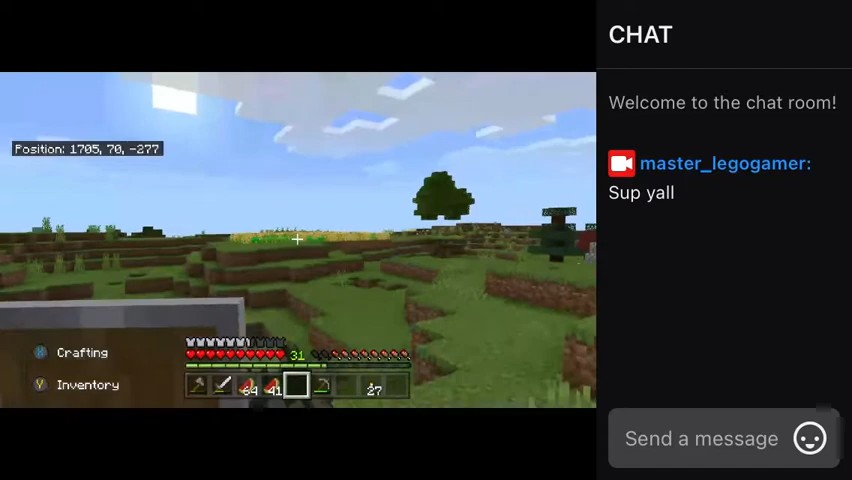 CHAT
Welcome to the chat room!
master_legogamer:
Sup yall
Position: 1705, 70, -277
X Crafting
Y Inventory
31
64 41 27
Send a message